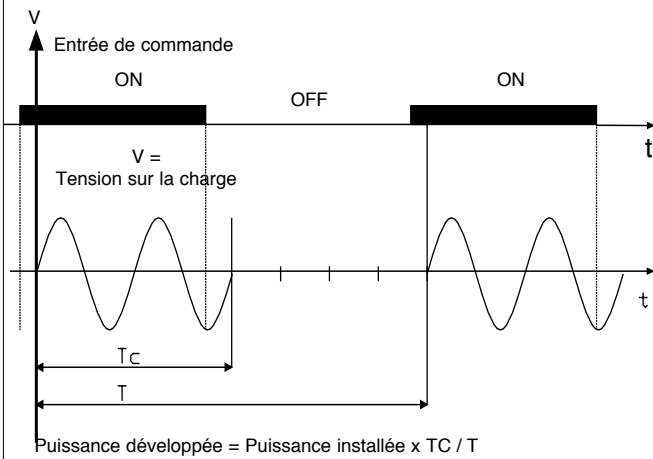 V
Entrée de commande
ON
OFF
ON
t
V =
Tension sur la charge
t
Tc
T
Puissance développée = Puissance installée x TC / T